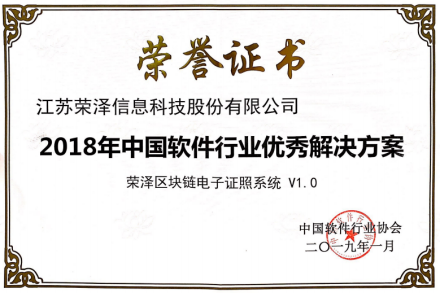 荣誉证书
江苏荣泽信息科技股份有限公司
2018年中国软件行业优秀解决方案
荣泽区块链电子证照系统 V1.0
中国软件行业协会
二〇一九年一月